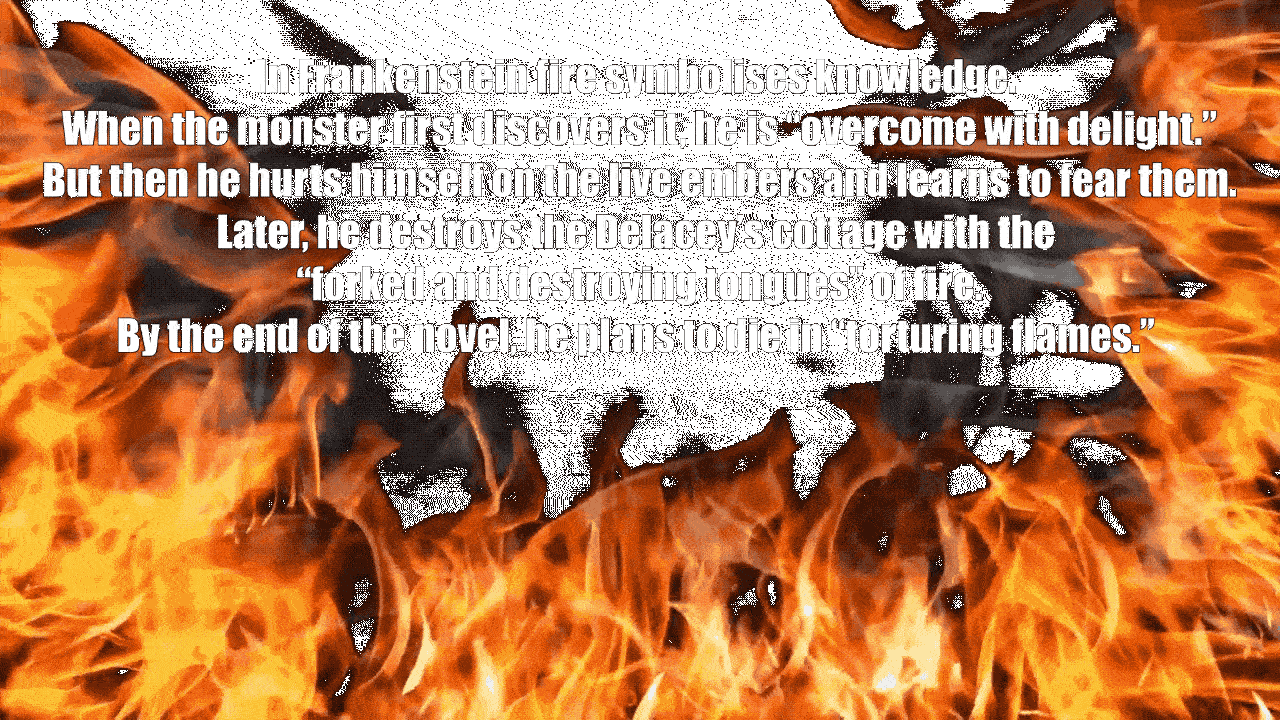 In Frankenstein fire symbolises knowledge.
When the monster first discovers it, he is “overcome with delight.”
But then he hurts himself on the live embers and learns to fear them.
Later, he destroys the Delacey's cottage with the
“forked and destroying tongues” of fire.
By the end of the novel, he plans to die in “torturing flames.”